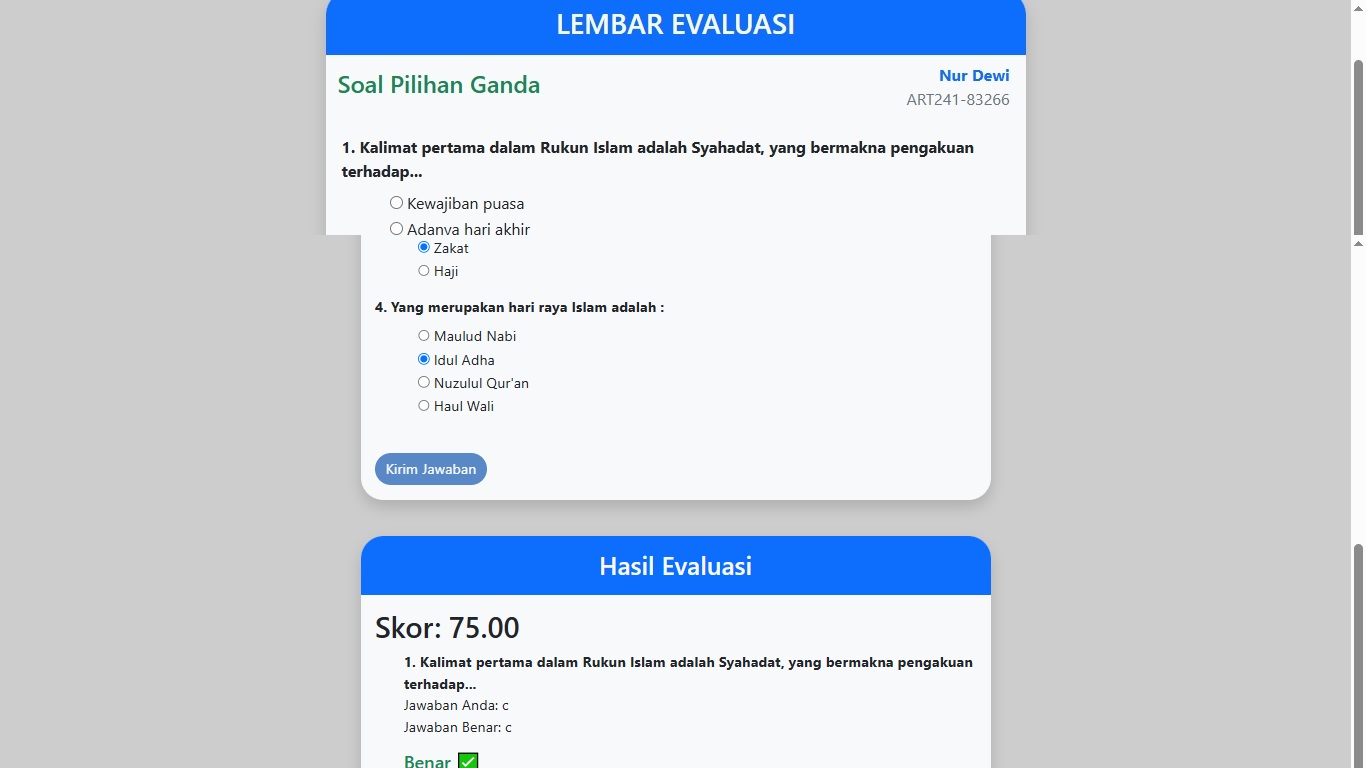 LEMBAR EVALUASI
Soal Pilihan Ganda
Nur Dewi
ART241-83266
1. Kalimat pertama dalam Rukun Islam adalah Syahadat, yang bermakna pengakuan
terhadap...
Kewajiban puasa
Adanya hari akhir
Zakat
Haji
4. Yang merupakan hari raya Islam adalah :
Maulud Nabi
Idul Adha
Nuzulul Qur'an
Haul Wali
Kirim Jawaban
Hasil Evaluasi
Skor: 75.00
1. Kalimat pertama dalam Rukun Islam adalah Syahadat, yang bermakna pengakuan
terhadap...
Jawaban Anda: c
Jawaban Benar: c
Benar